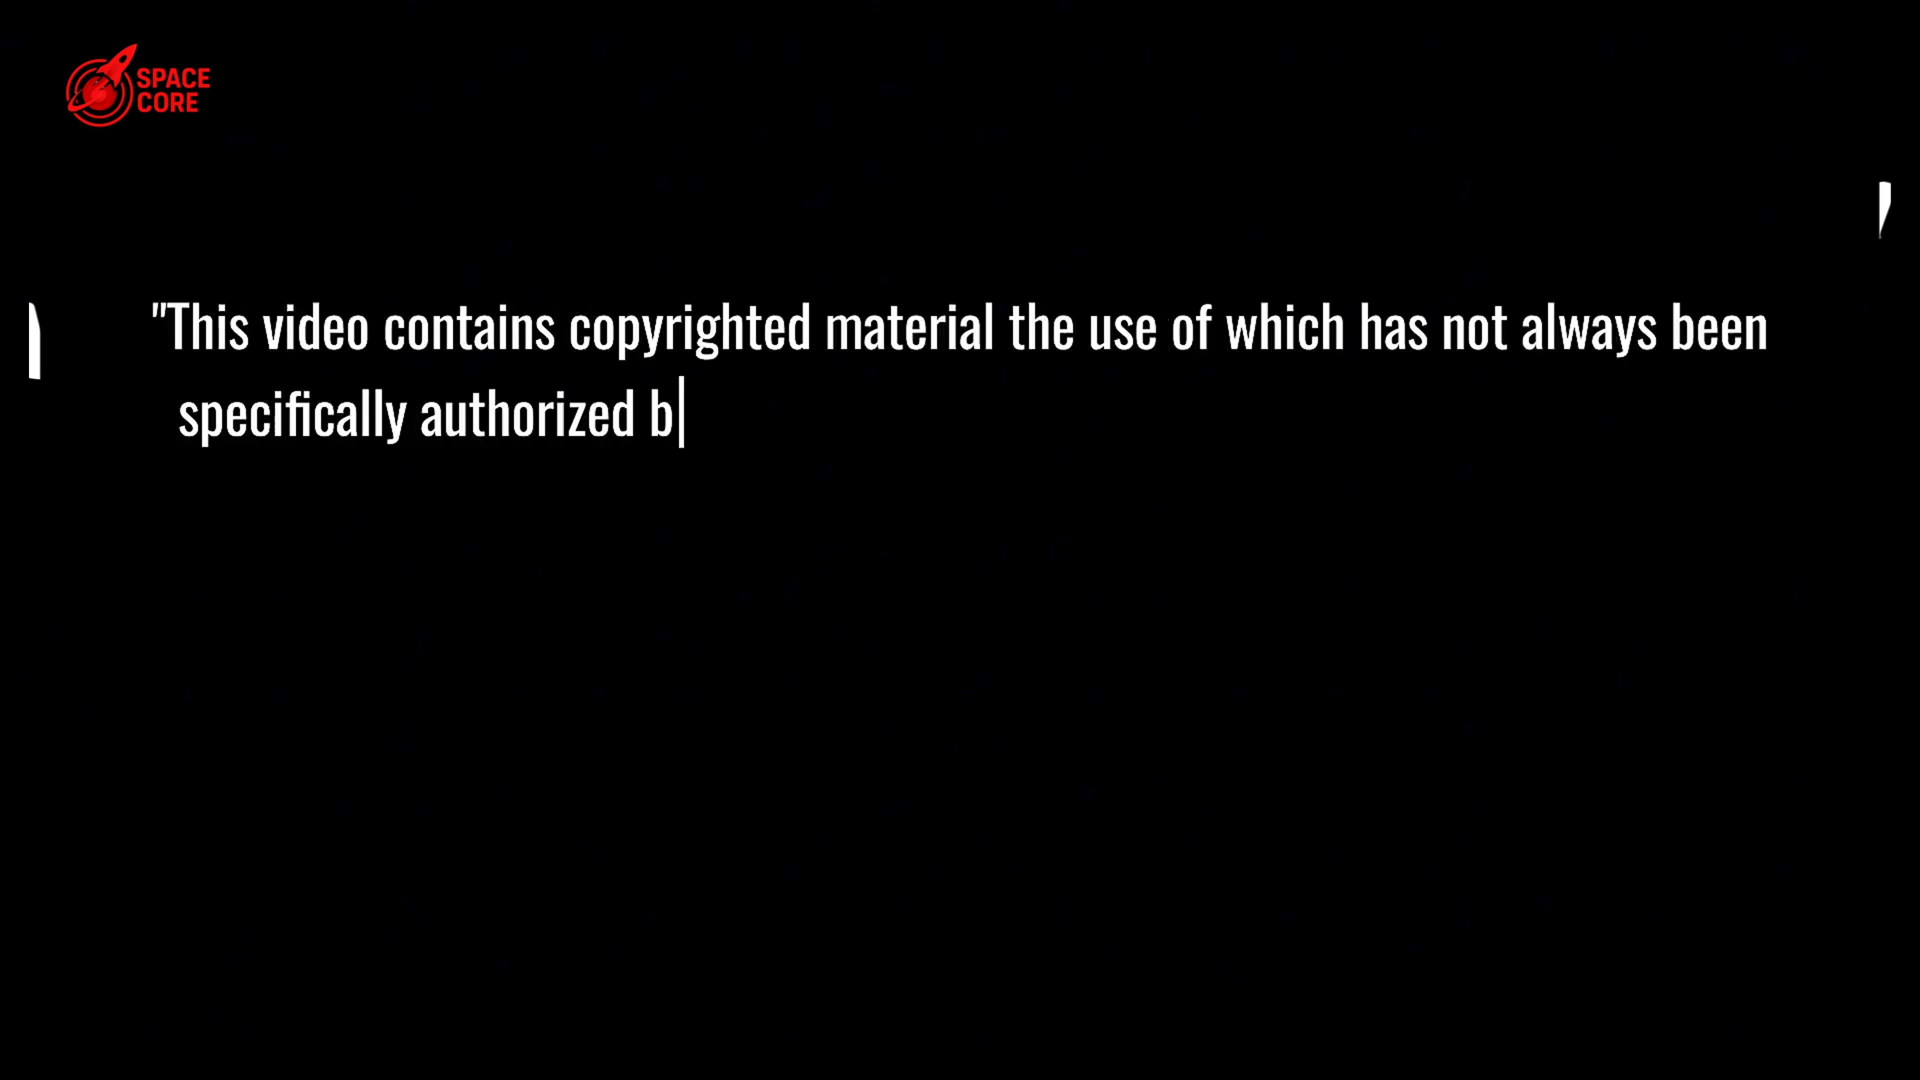 SPACE
CORE
"This video contains copyrighted material the use of which has not always been
specifically authorized b